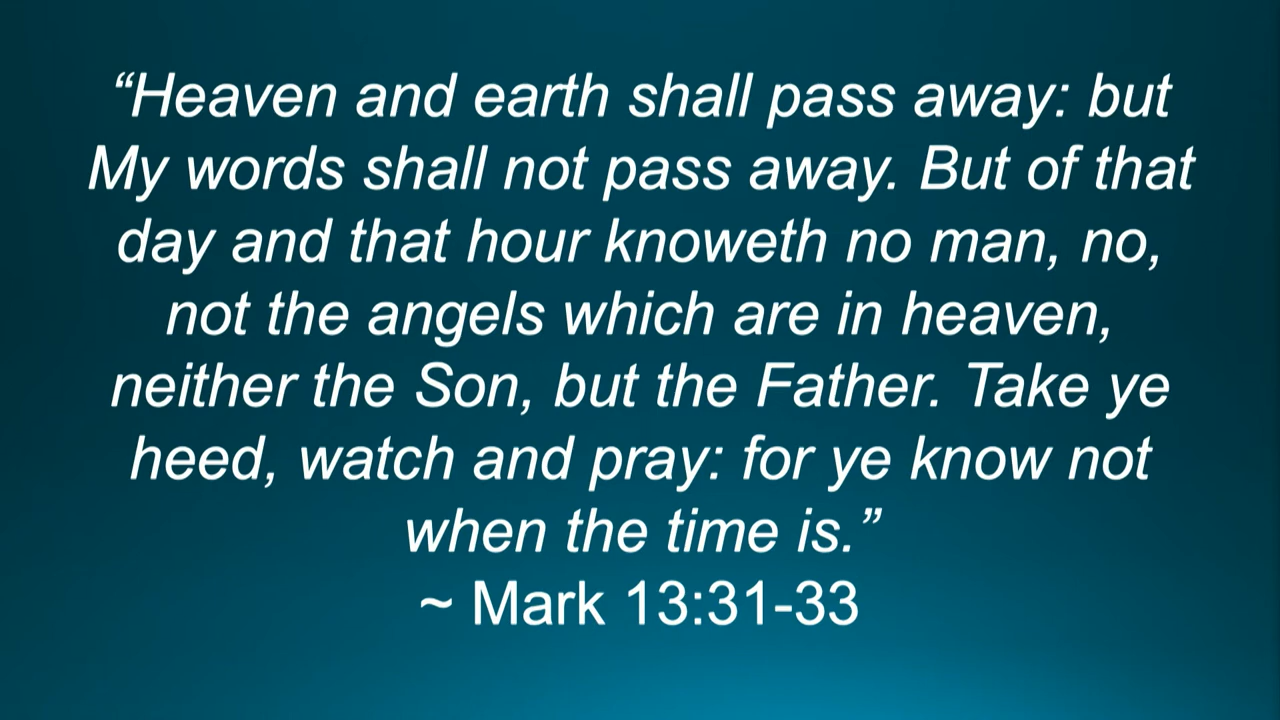 “Heaven and earth shall pass away: but
My words shall not pass away. But of that
day and that hour knoweth no man, no,
not the angels which are in heaven,
neither the Son, but the Father. Take ye
heed, watch and pray: for ye know not
when the time is.”
~ Mark 13:31-33